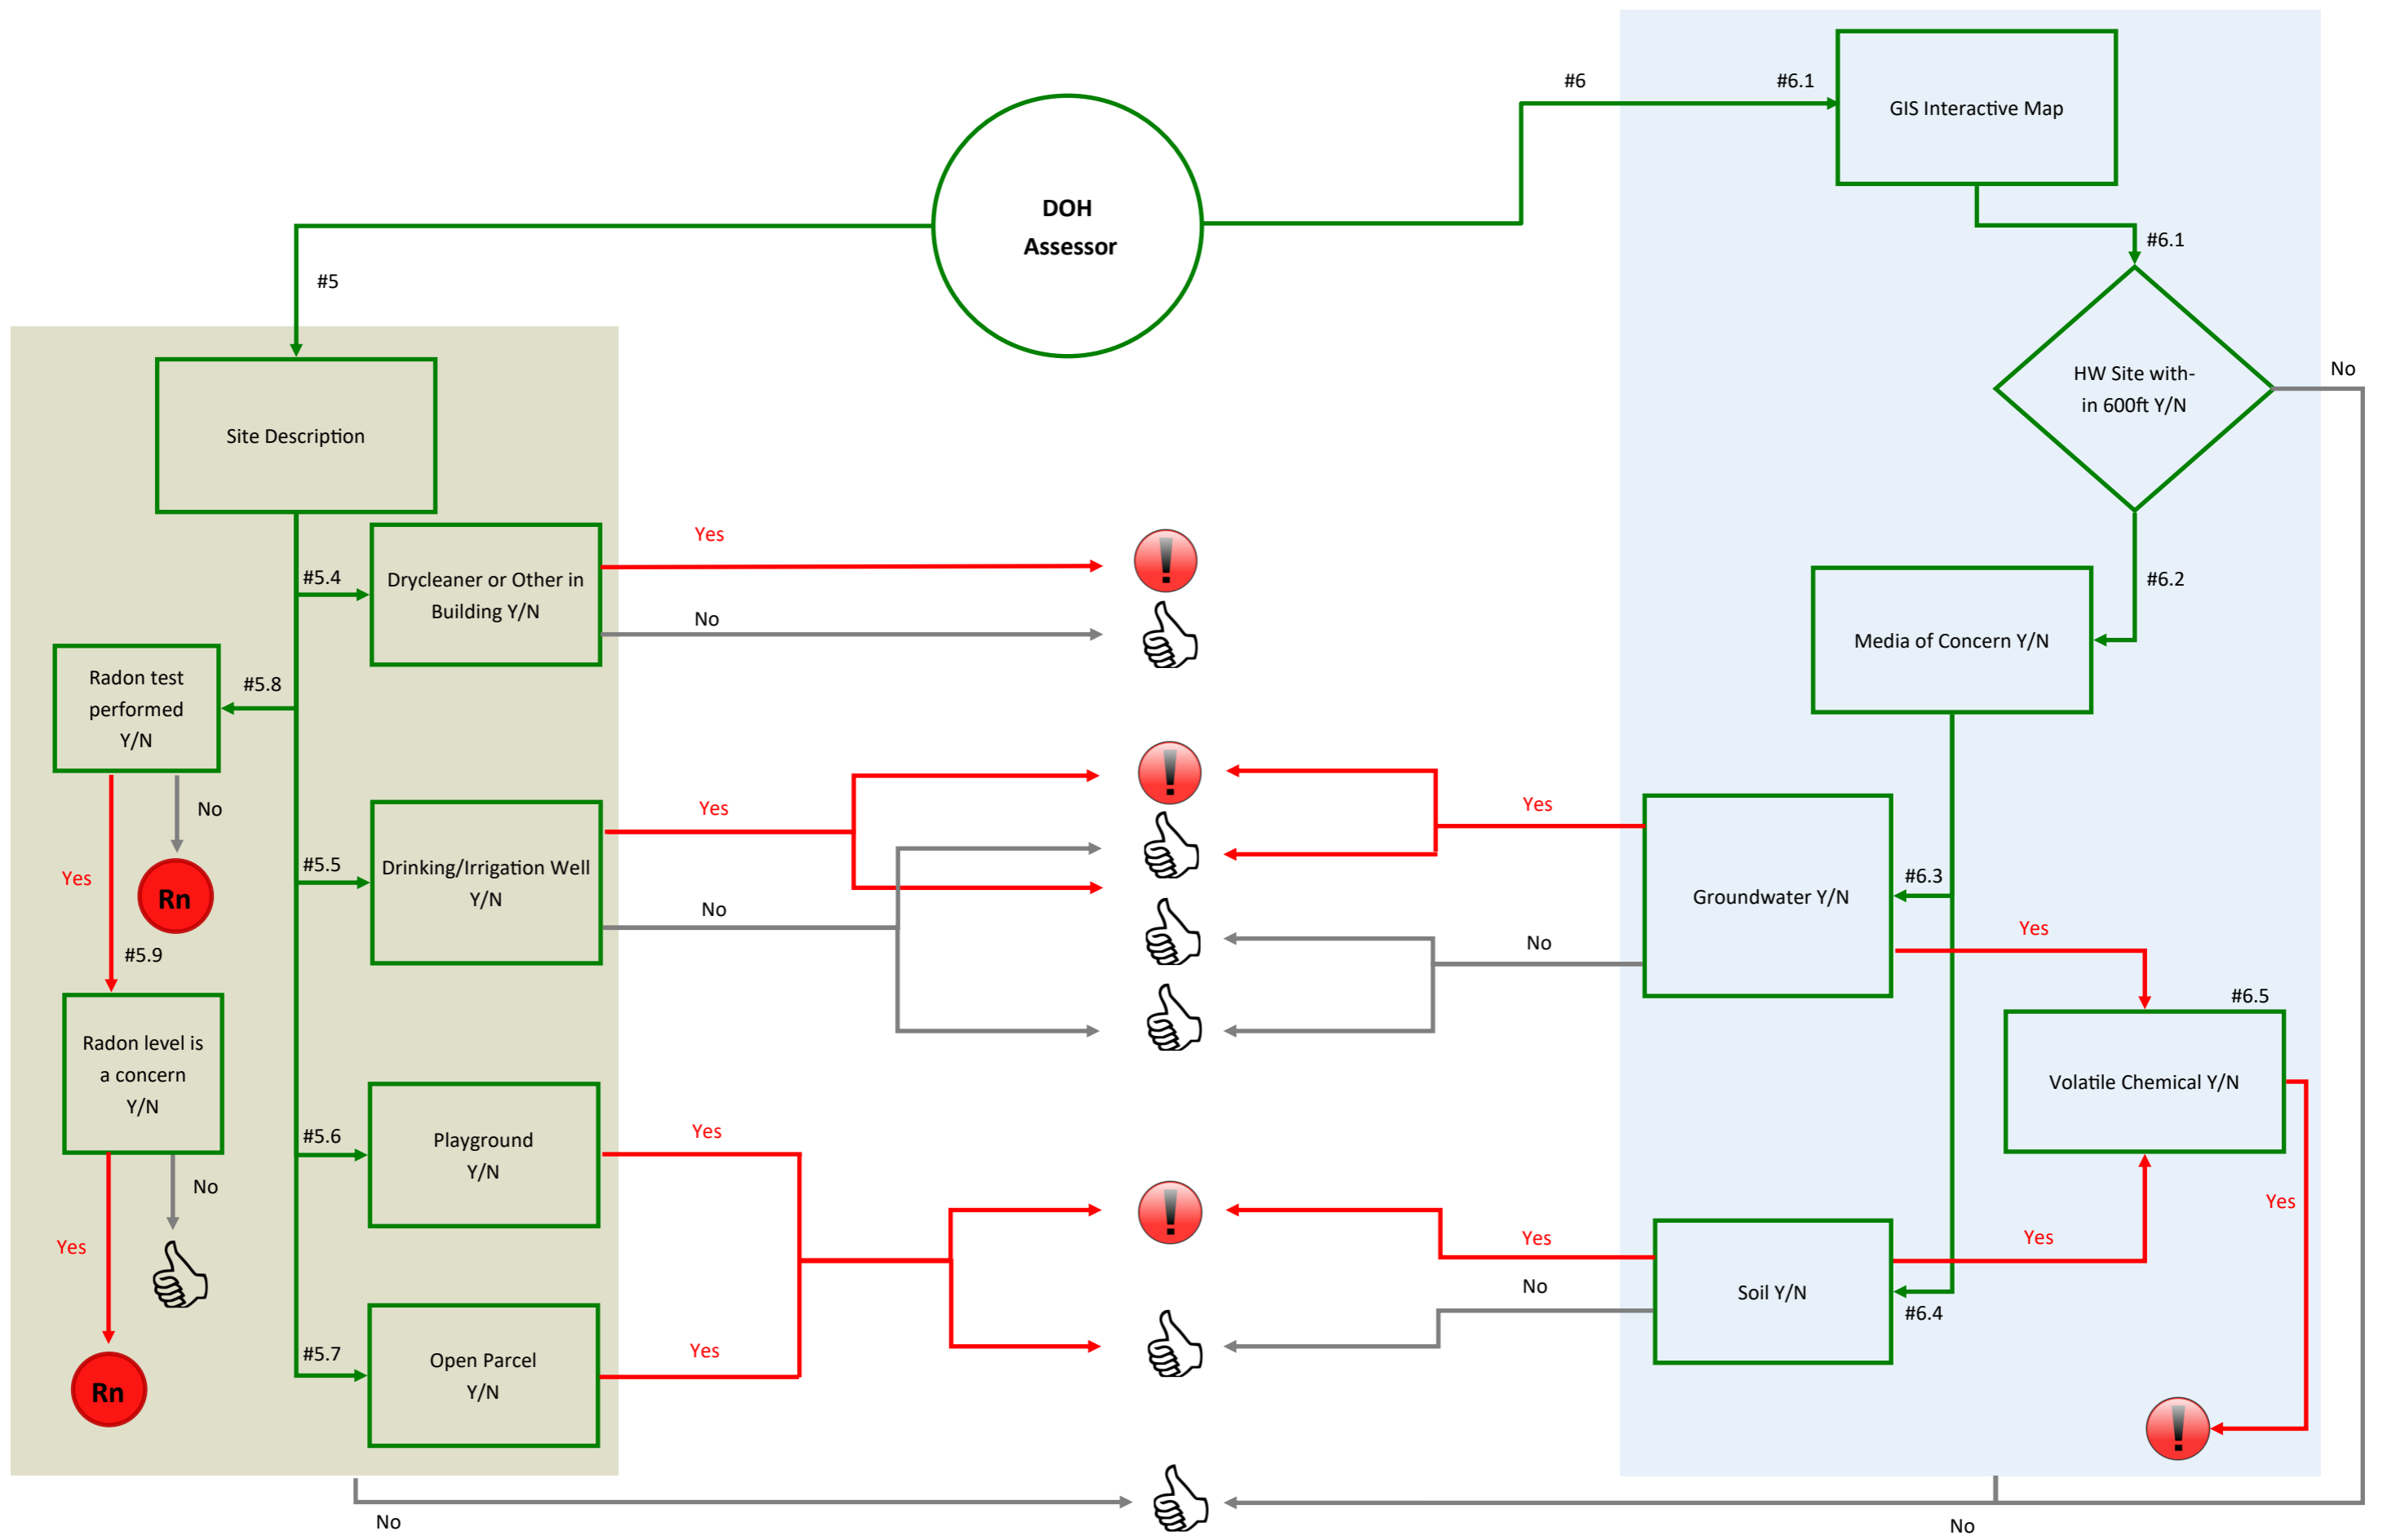 #6
#6.1
GIS Interactive Map
DOH
Assessor
#6.1
#5
HW Site with-
in 600ft Y/N
No
Site Description
#6.2
Yes
#5.4
Drycleaner or Other in
Building Y/N
No
Media of Concern Y/N
Radon test
performed
Y/N
#5.8
No
Yes
Rn
#5.9
#5.5
Drinking/Irrigation Well
Y/N
Yes
No
Yes
No
Groundwater Y/N
#6.3
Yes
#6.5
Volatile Chemical Y/N
Yes
Radon level is
a concern
Y/N
No
Yes
Rn
#5.6
Playground
Y/N
Yes
#5.7
Open Parcel
Y/N
Yes
Yes
No
Soil Y/N
Yes
#6.4
No
No